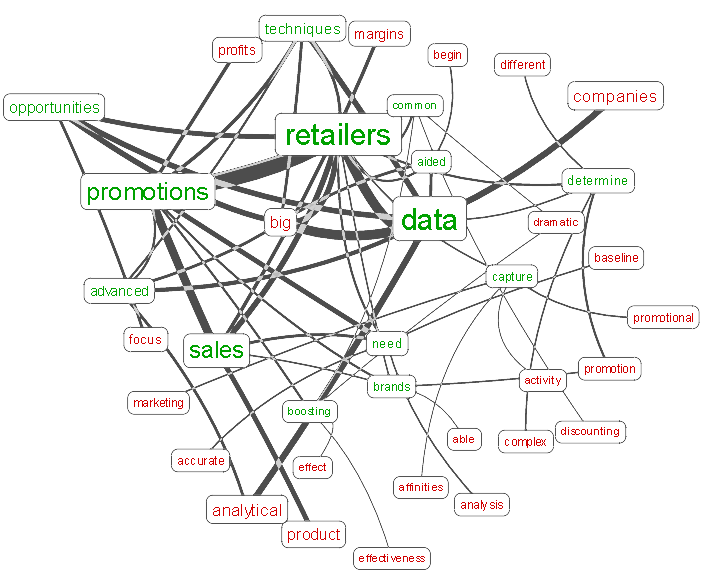 techniques
margins
profits
begin
different
companies
opportunities
common
retailers
aided
promotions
determine
data
big
dramatic
baseline
capture
advanced
promotional
focus
sales
need
promotion
activity
brands
marketing
boosting
discounting
able
complex
accurate
effect
affinities
analysis
analytical
product
effectiveness